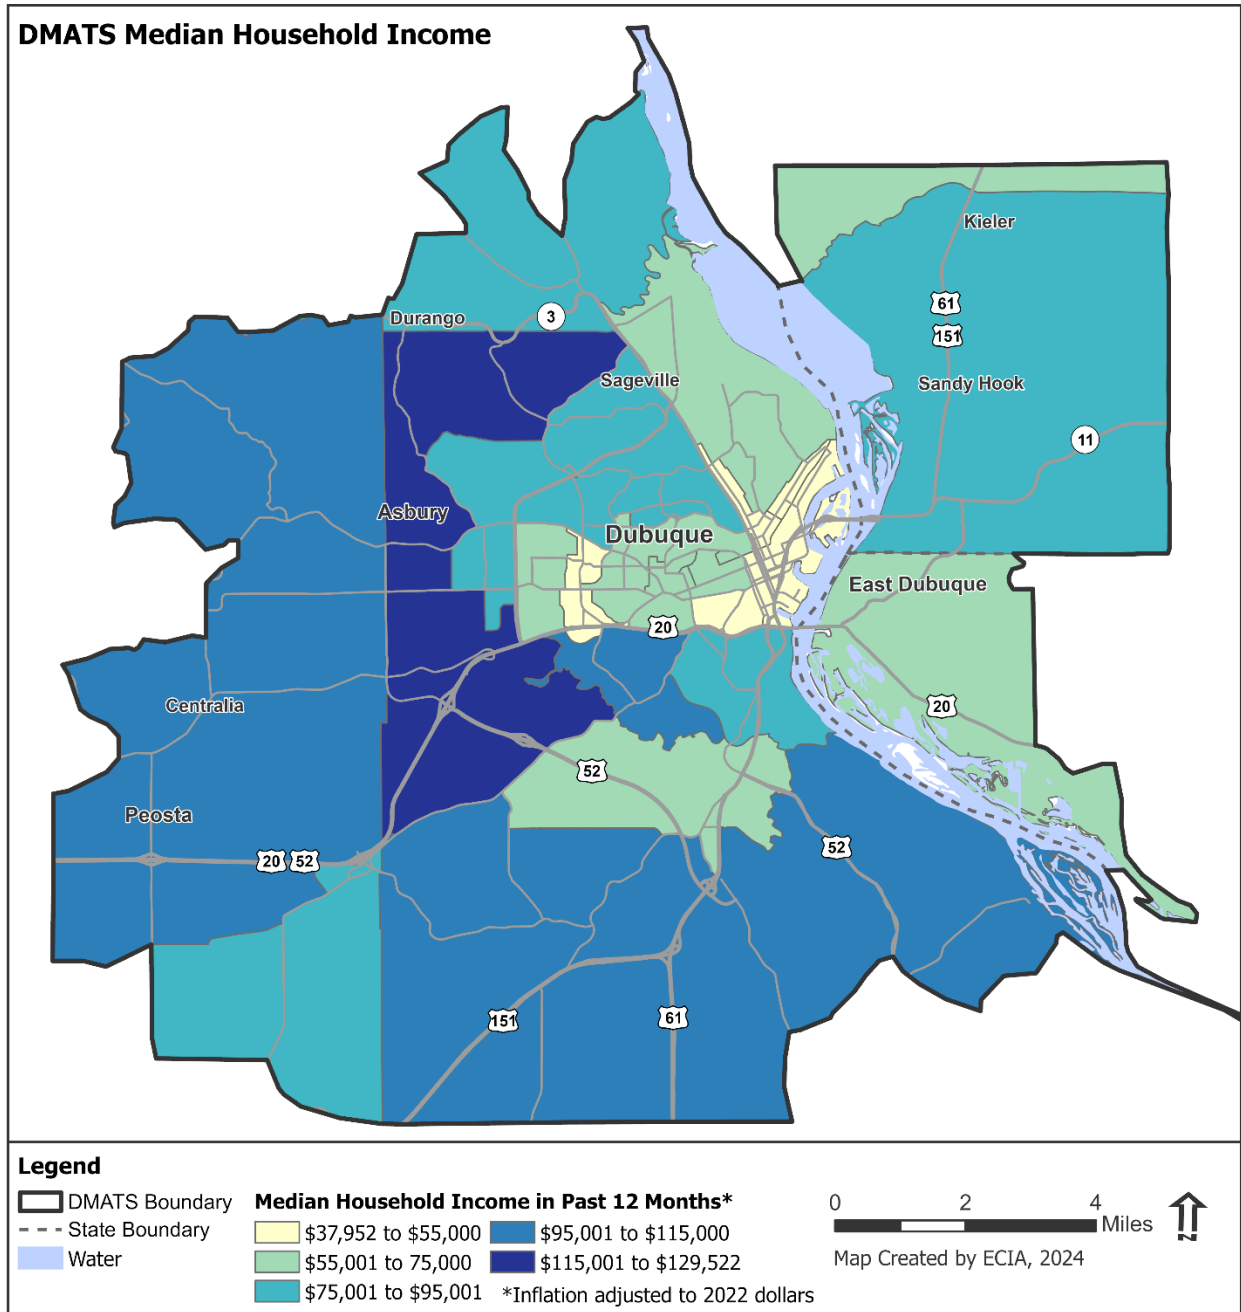 DMATS Median Household Income
Kieler
61
151
Durango
3
Sageville
Sandy Hook
11
Asbury
Dubuque
East Dubuque
20
Centralia
20
52
Peosta
20 52
52
151
61
Legend
DMATS Boundary
State Boundary
Water
Median Household Income in Past 12 Months*
$37,952 to $55,000
$55,001 to 75,000
$75,001 to $95,001
$95,001 to $115,000
$115,001 to $129,522
*Inflation adjusted to 2022 dollars
0 2 4
Miles
Map Created by ECIA, 2024
N